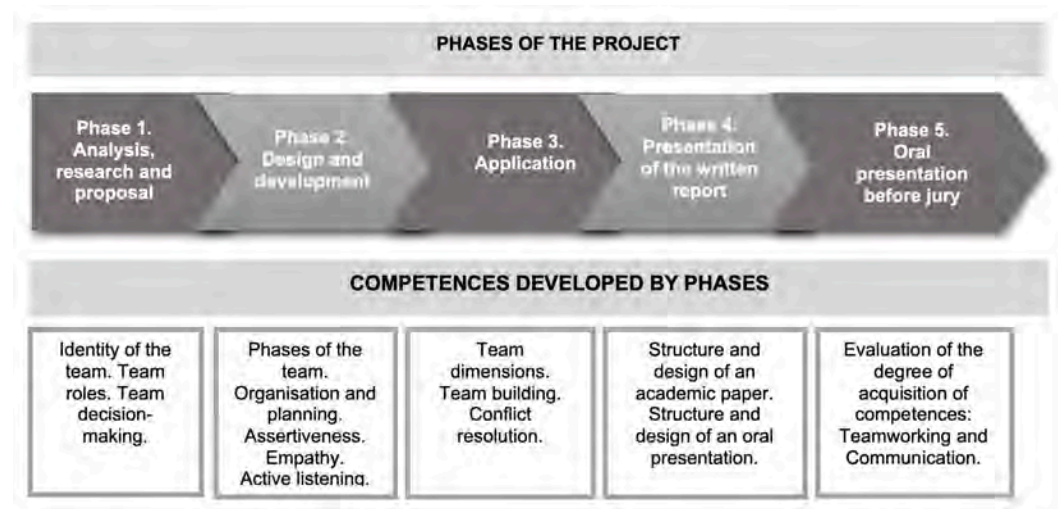 PHASES OF THE PROJECT
Phase 1.
Analysis,
research and
proposal
Phase 2
Design and
development
Phase 3.
Application
Phase 4.
Presentation
of the written
report
Phase 5.
Oral
presentation
before jury
COMPETENCES DEVELOPED BY PHASES
Identity of the
team. Team
roles. Team
decision-
making.
Phases of the
team.
Organisation and
planning.
Assertiveness.
Empathy.
Active listening.
Team
dimensions.
Team building.
Conflict
resolution.
Structure and
design of an
academic paper.
Structure and
design of an oral
presentation.
Evaluation of the
degree of
acquisition of
competences:
Teamworking and
Communication.